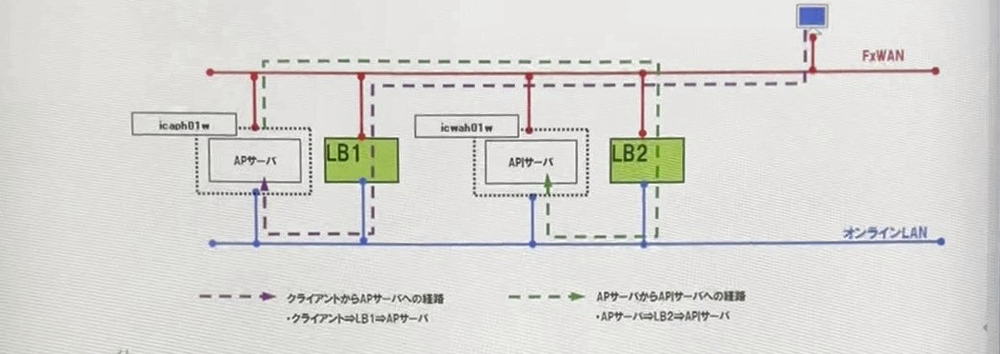 FxWAN
icaph01w
icwah01w
APサーバ
LB1
APIサーバ
LB2
オンラインLAN
クライアントからAPサーバへの経路
・クライアント⇒LB1⇒APサーバ
APサーバからAPIサーバへの経路
・APサーバ⇒LB2⇒APIサーバ